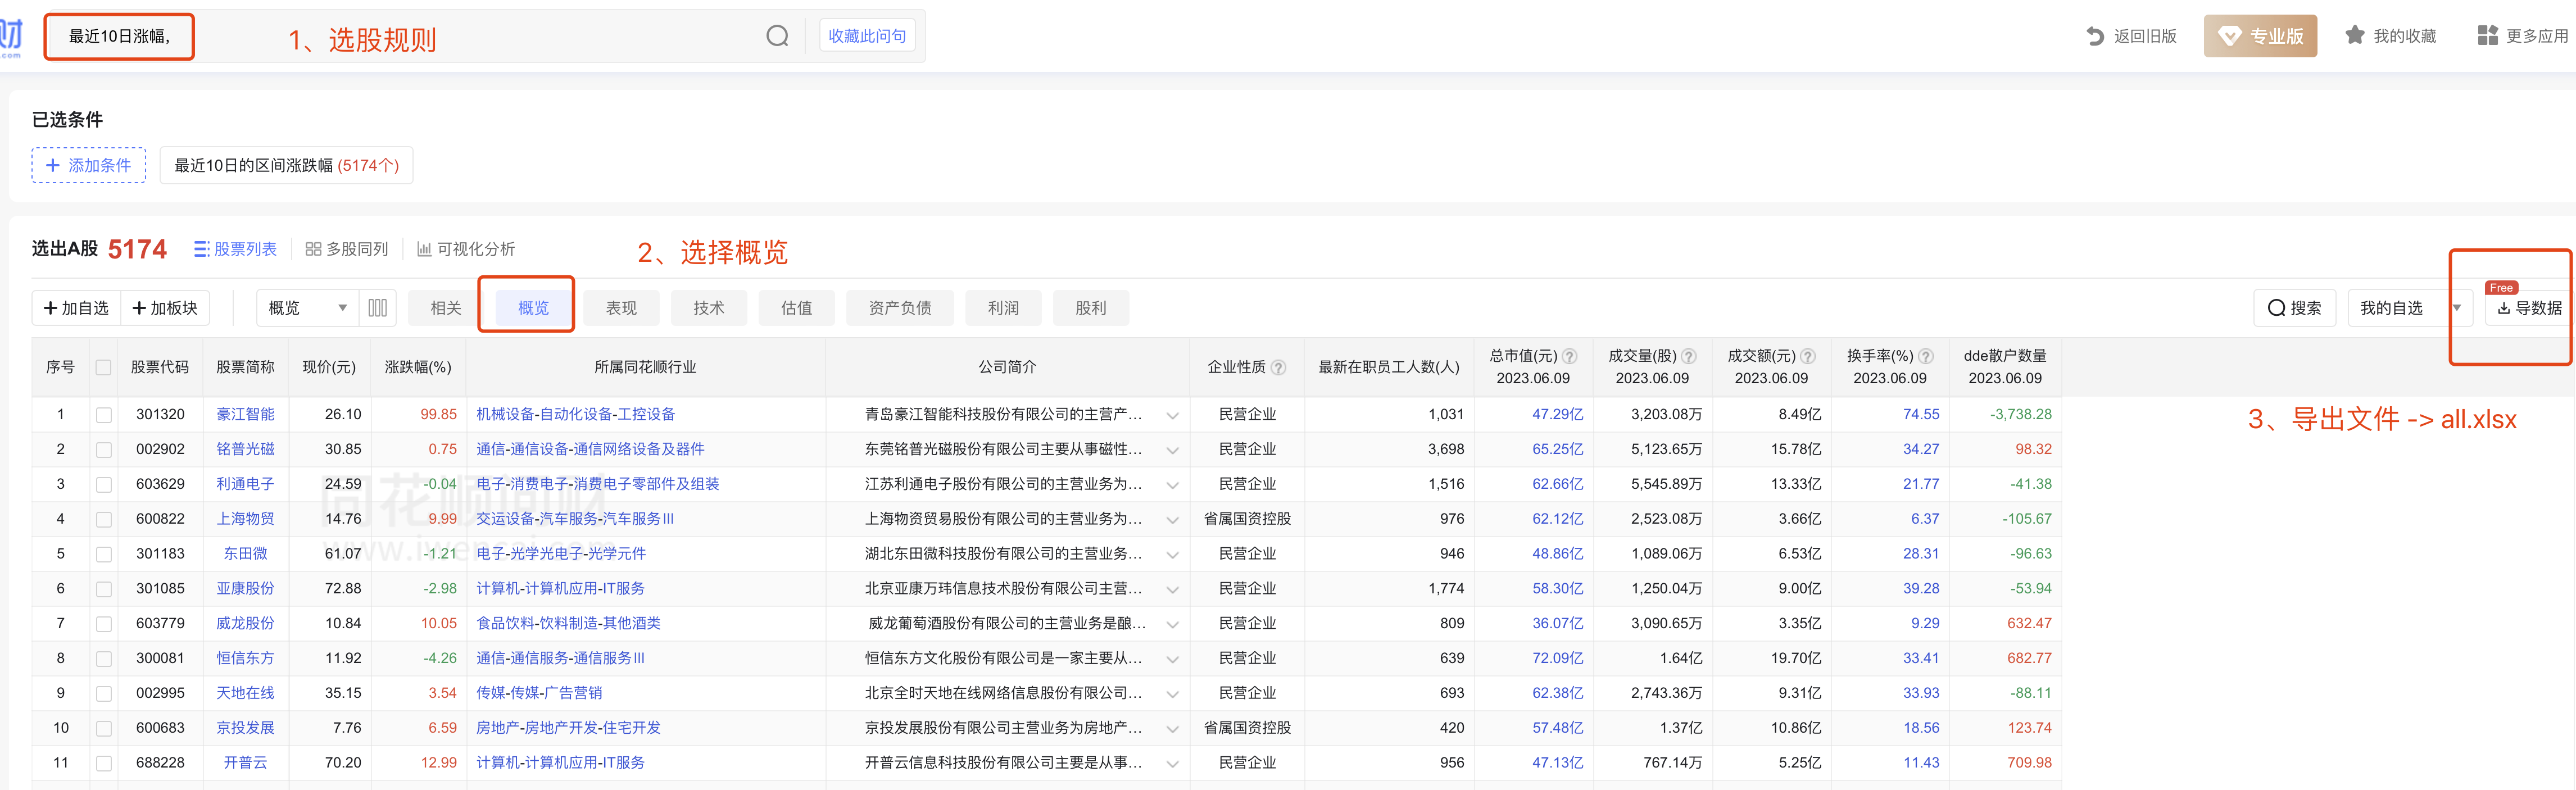 财
.com
最近10日涨幅,
1、选股规则
收藏此问句
返回旧版
专业版
我的收藏
更多应用
已选条件
+ 添加条件
最近10日的区间涨跌幅 (5174个)
选出A股 5174
股票列表
多股同列
可视化分析
2、选择概览
+加自选
+加板块
概览
相关
概览
表现
技术
估值
资产负债
利润
股利
搜索
我的自选
Free
导数据
序号 股票代码 股票简称 现价(元) 涨跌幅(%) 所属同花顺行业 公司简介 企业性质 ? 最新在职员工人数(人) 总市值(元) ? 成交量(股) ? 成交额(元) ? 换手率(%) ? dde散户数量
2023.06.09 2023.06.09 2023.06.09 2023.06.09 2023.06.09
1 301320 豪江智能 26.10 99.85 机械设备-自动化设备-工控设备 青岛豪江智能科技股份有限公司的主营产... 民营企业 1,031 47.29亿 3,203.08万 8.49亿 74.55 -3,738.28
3、导出文件 -> all.xlsx
2 002902 铭普光磁 30.85 0.75 通信-通信设备-通信网络设备及器件 东莞铭普光磁股份有限公司主要从事磁性... 民营企业 3,698 65.25亿 5,123.65万 15.78亿 34.27 98.32
3 603629 利通电子 24.59 -0.04 电子-消费电子-消费电子零部件及组装 江苏利通电子股份有限公司的主营业务为... 民营企业 1,516 62.66亿 5,545.89万 13.33亿 21.77 -41.38
同花顺问财
4 600822 上海物贸 14.76 9.99 交运设备-汽车服务-汽车服务Ⅲ 上海物资贸易股份有限公司的主营业务为... 省属国资控股 976 62.12亿 2,523.08万 3.66亿 6.37 -105.67
www.iwencai.com
5 301183 东田微 61.07 -1.21 电子-光学光电子-光学元件 湖北东田微科技股份有限公司的主营业务... 民营企业 946 48.86亿 1,089.06万 6.53亿 28.31 -96.63
6 301085 亚康股份 72.88 -2.98 计算机-计算机应用-IT服务 北京亚康万玮信息技术股份有限公司主营... 民营企业 1,774 58.30亿 1,250.04万 9.00亿 39.28 -53.94
7 603779 威龙股份 10.84 10.05 食品饮料-饮料制造-其他酒类 威龙葡萄酒股份有限公司的主营业务是酿... 民营企业 809 36.07亿 3,090.65万 3.35亿 9.29 632.47
8 300081 恒信东方 11.92 -4.26 通信-通信服务-通信服务Ⅲ 恒信东方文化股份有限公司是一家主要从... 民营企业 639 72.09亿 1.64亿 19.70亿 33.41 682.77
9 002995 天地在线 35.15 3.54 传媒-传媒-广告营销 北京全时天地在线网络信息股份有限公司... 民营企业 693 62.38亿 2,743.36万 9.31亿 33.93 -88.11
10 600683 京投发展 7.76 6.59 房地产-房地产开发-住宅开发 京投发展股份有限公司主营业务为房地产... 省属国资控股 420 57.48亿 1.37亿 10.86亿 18.56 123.74
11 688228 开普云 70.20 12.99 计算机-计算机应用-IT服务 开普云信息科技股份有限公司主要是从事... 民营企业 956 47.13亿 767.14万 5.25亿 11.43 709.98